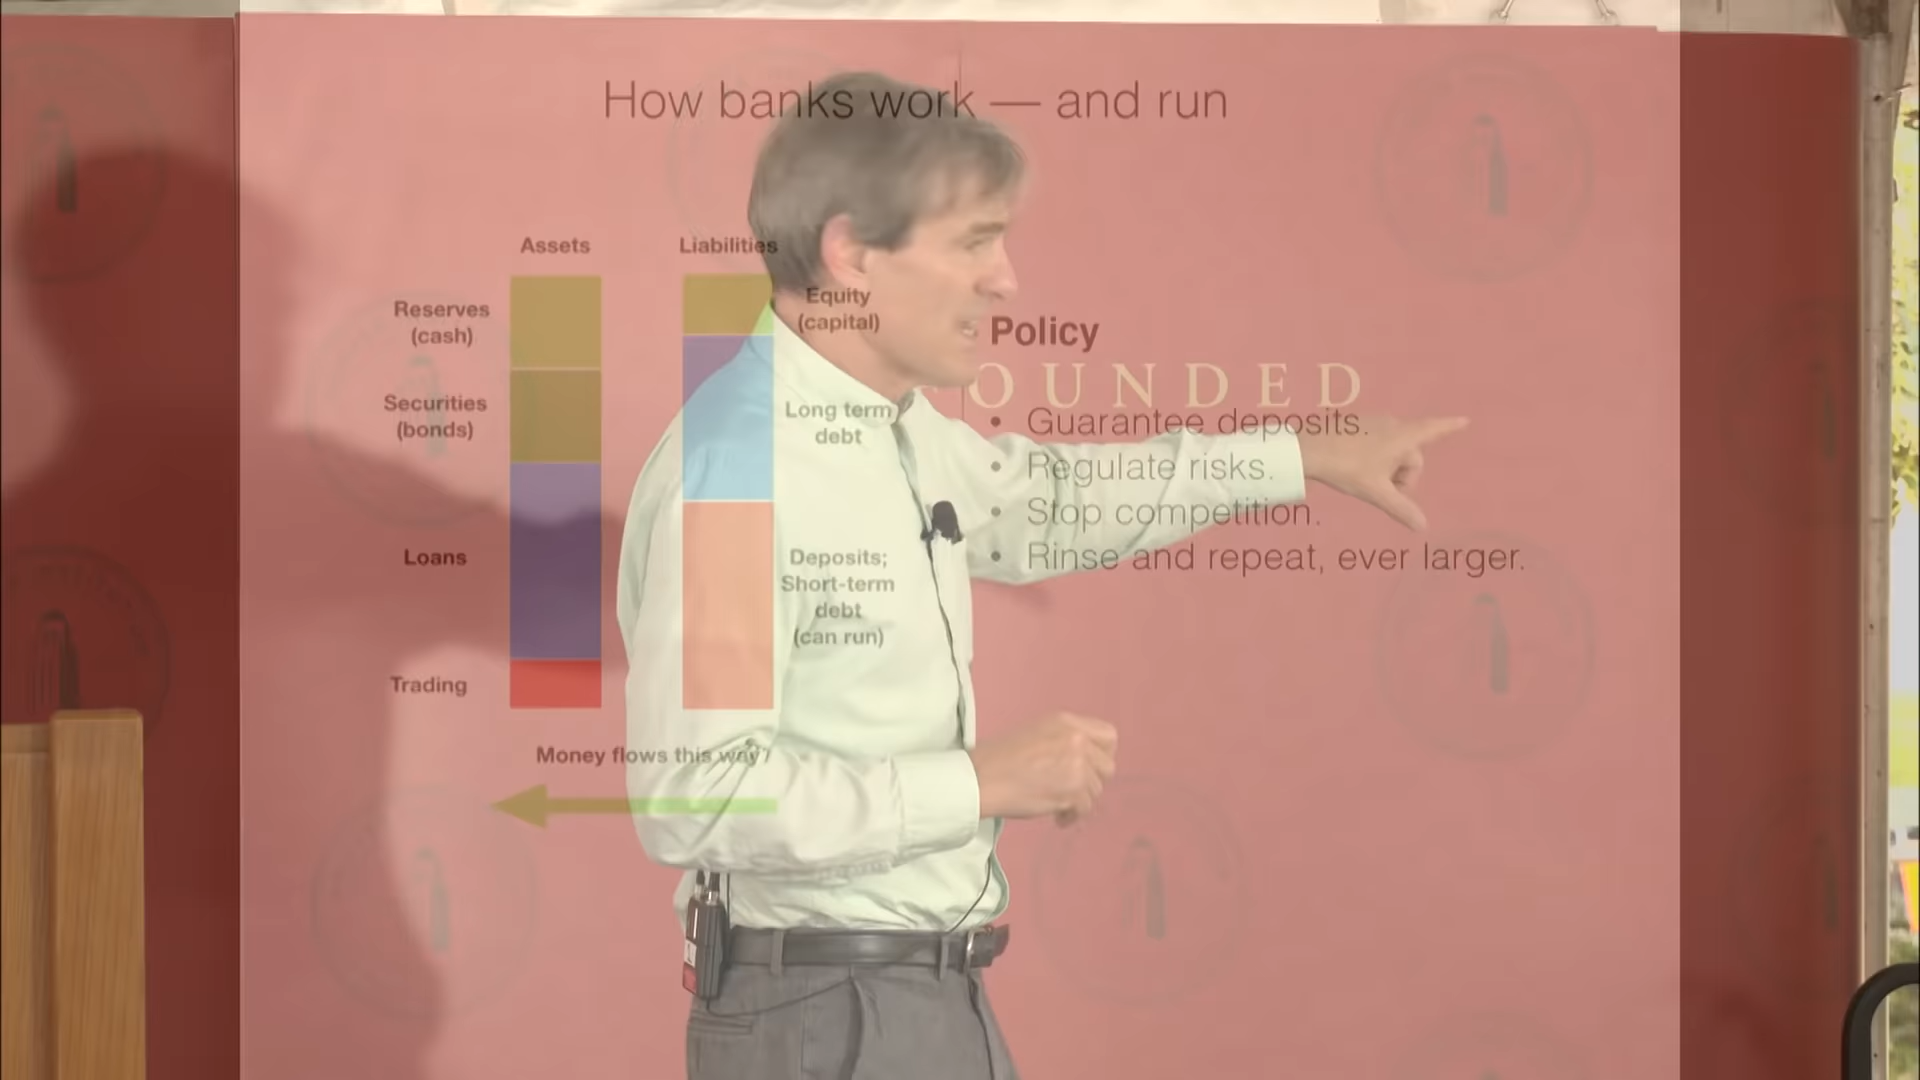 How banks work — and run
Assets
Liabilities
Reserves
(cash)
Securities
(bonds)
Loans
Trading
Equity
(capital)
Long term
debt
Deposits;
Short-term
debt
(can run)
Money flows this way?
Policy
OUNDED
• Guarantee deposits.
• Regulate risks.
• Stop competition.
• Rinse and repeat, ever larger.